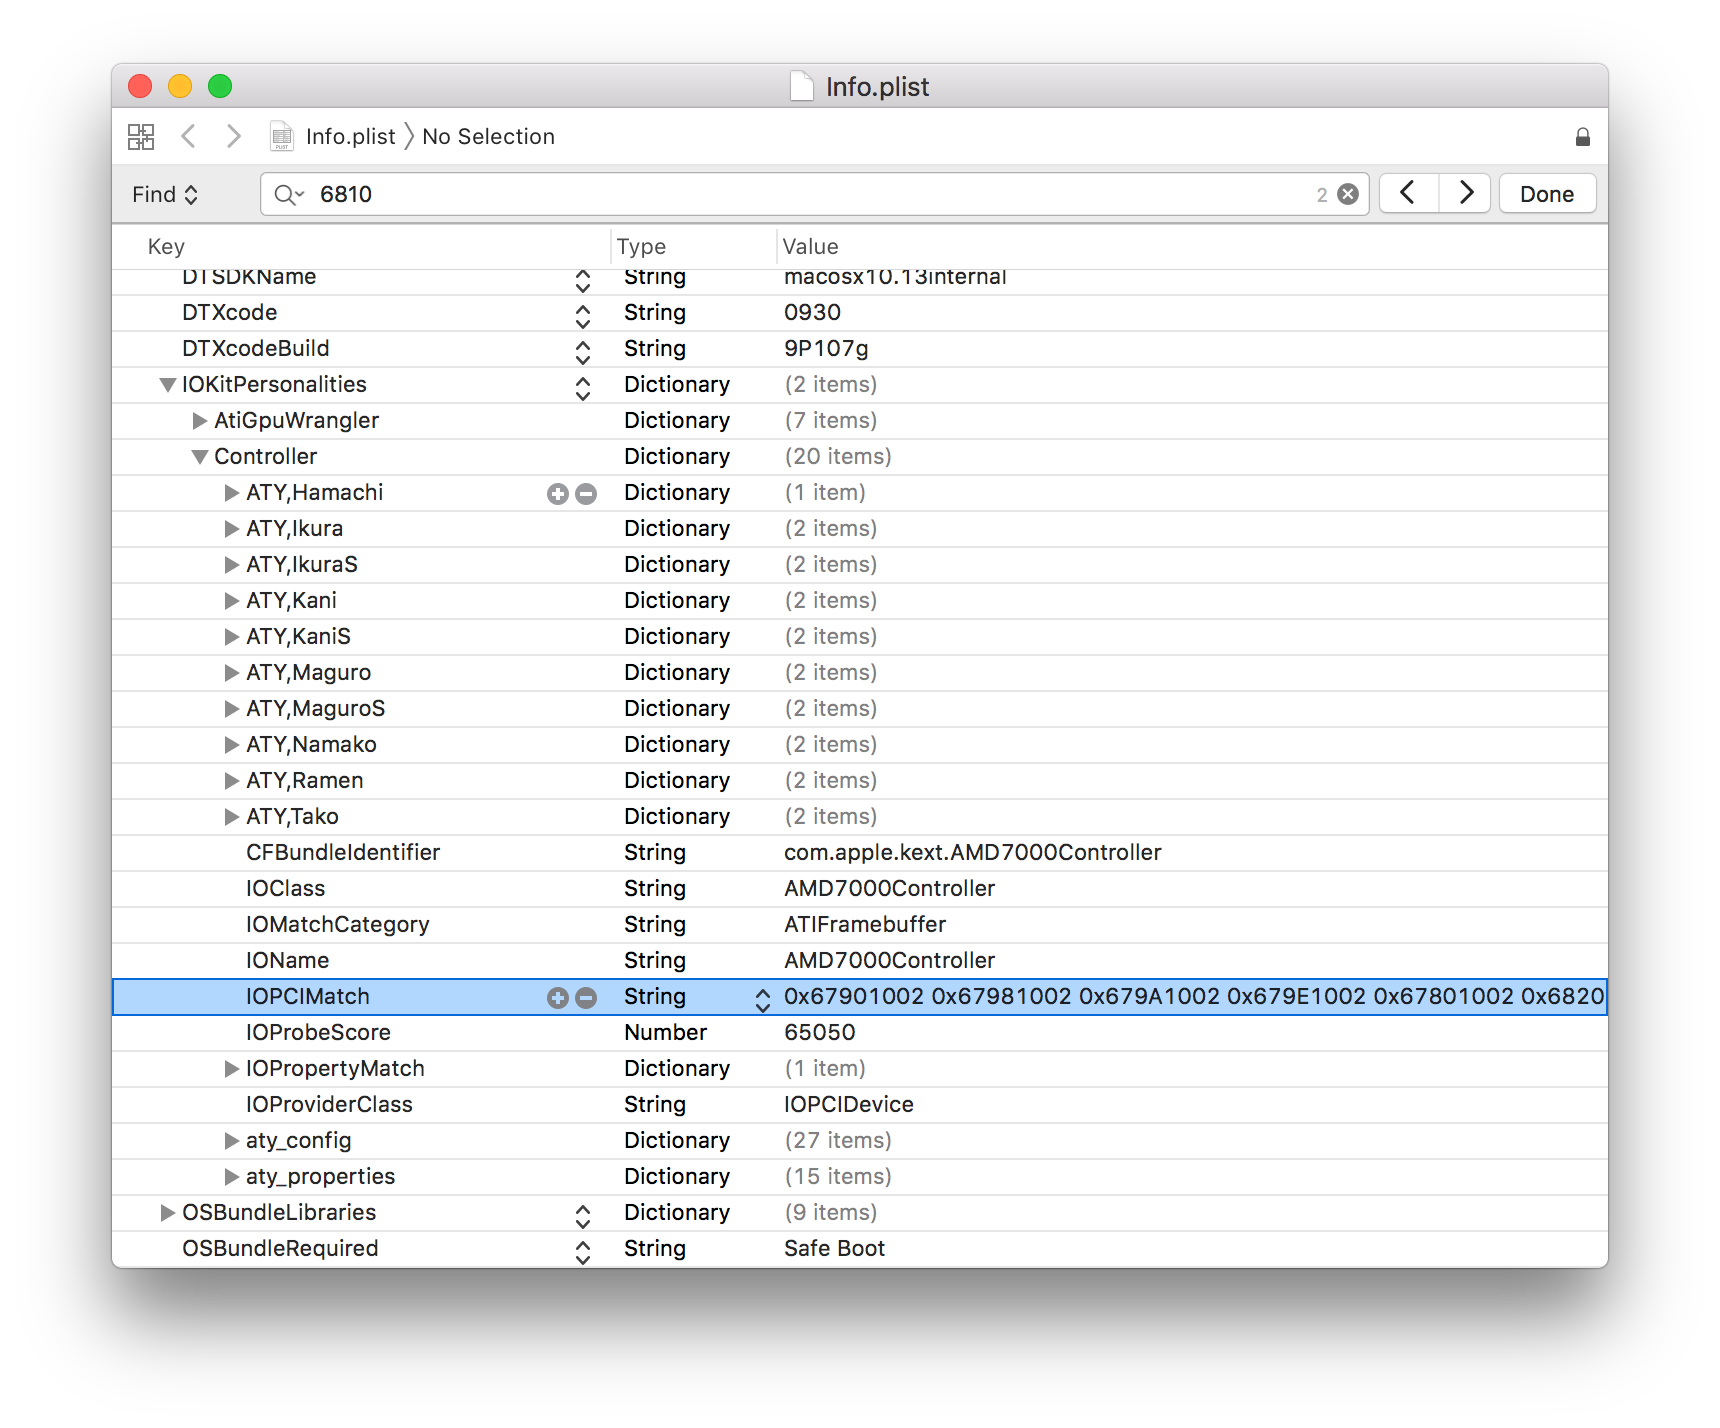 Info.plist
Info.plist 〉 No Selection
Find 6810 2 Done
Key Type Value
DTSDKName String macosx10.13internal
DTXcode String 0930
DTXcodeBuild String 9P107g
IOKitPersonalities Dictionary (2 items)
AtiGpuWrangler Dictionary (7 items)
Controller Dictionary (20 items)
ATY,Hamachi Dictionary (1 item)
ATY,Ikura Dictionary (2 items)
ATY,IkuraS Dictionary (2 items)
ATY,Kani Dictionary (2 items)
ATY,KaniS Dictionary (2 items)
ATY,Maguro Dictionary (2 items)
ATY,MaguroS Dictionary (2 items)
ATY,Namako Dictionary (2 items)
ATY,Ramen Dictionary (2 items)
ATY,Tako Dictionary (2 items)
CFBundleIdentifier String com.apple.kext.AMD7000Controller
IOClass String AMD7000Controller
IOMatchCategory String ATIFramebuffer
IOName String AMD7000Controller
IOPCIMatch String 0x67901002 0x67981002 0x679A1002 0x679E1002 0x67801002 0x6820
IOProbeScore Number 65050
IOPropertyMatch Dictionary (1 item)
IOProviderClass String IOPCIDevice
aty_config Dictionary (27 items)
aty_properties Dictionary (15 items)
OSBundleLibraries Dictionary (9 items)
OSBundleRequired String Safe Boot